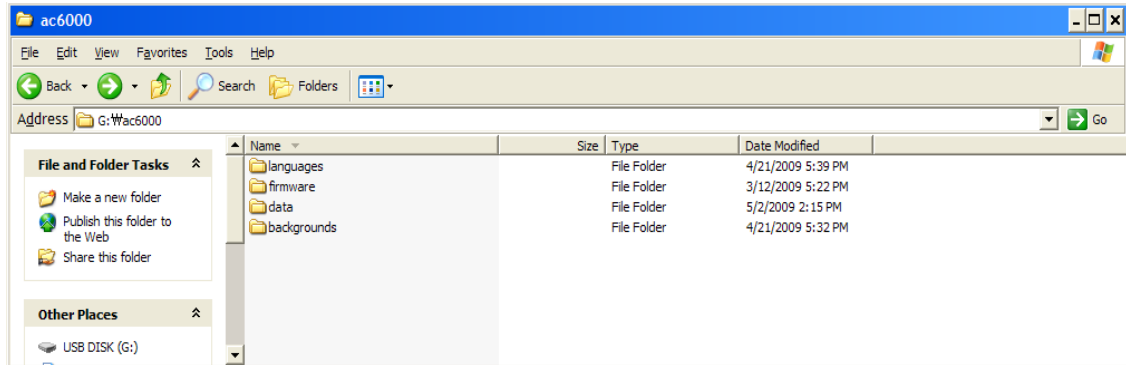 ac6000
File Edit View Favorites Tools Help
Back Search Folders
Address G:₩ac6000 Go
Name Size Type Date Modified
File and Folder Tasks
Make a new folder
Publish this folder to
the Web
Share this folder
Other Places
USB DISK (G:)
languages File Folder 4/21/2009 5:39 PM
firmware File Folder 3/12/2009 5:22 PM
data File Folder 5/2/2009 2:15 PM
backgrounds File Folder 4/21/2009 5:32 PM